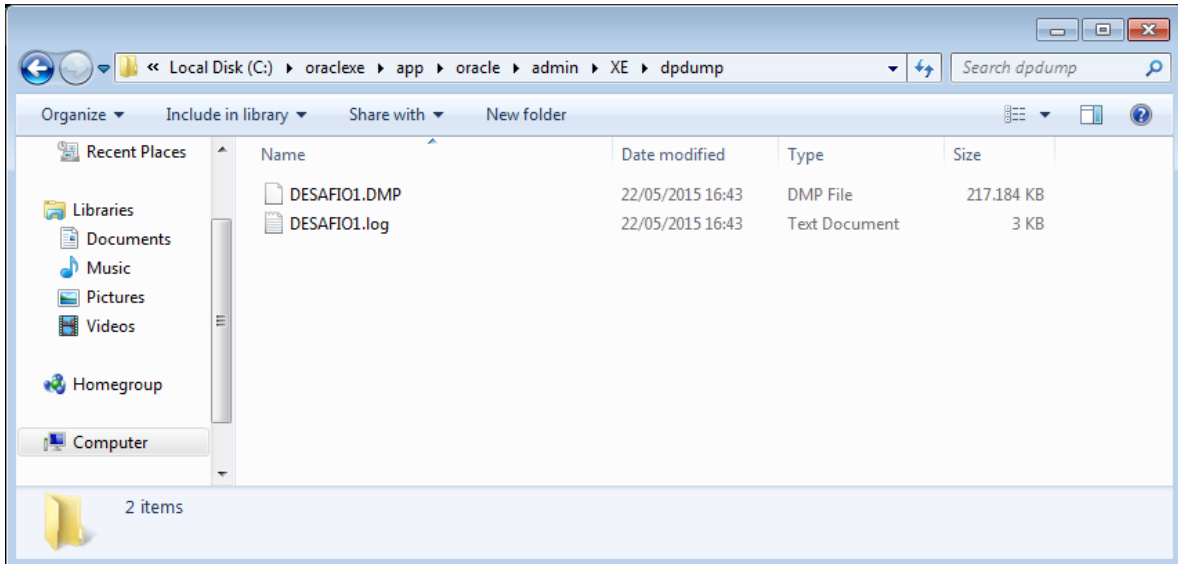 « Local Disk (C:) oraclexe app oracle admin XE dpdump Search dpdump
Organize Include in library Share with New folder
Recent Places
Libraries
Documents
Music
Pictures
Videos
Homegroup
Computer
Name Date modified Type Size
DESAFIO1.DMP 22/05/2015 16:43 DMP File 217.184 KB
DESAFIO1.log 22/05/2015 16:43 Text Document 3 KB
2 items